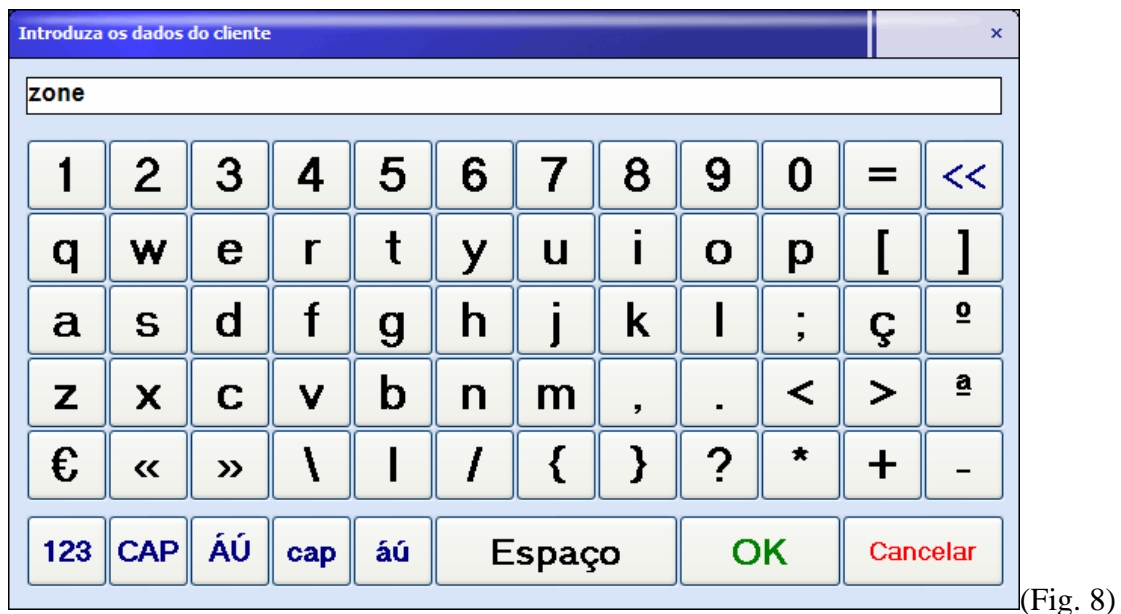 Introduza os dados do cliente x
zone
1 2 3 4 5 6 7 8 9 0 = <<
q w e r t y u i o p [ ]
a s d f g h j k l ; ç º
z x c v b n m , . < > ª
€ « » \ | / { } ? * + -
123 CAP ÁÚ cap áú Espaço OK Cancelar
(Fig. 8)